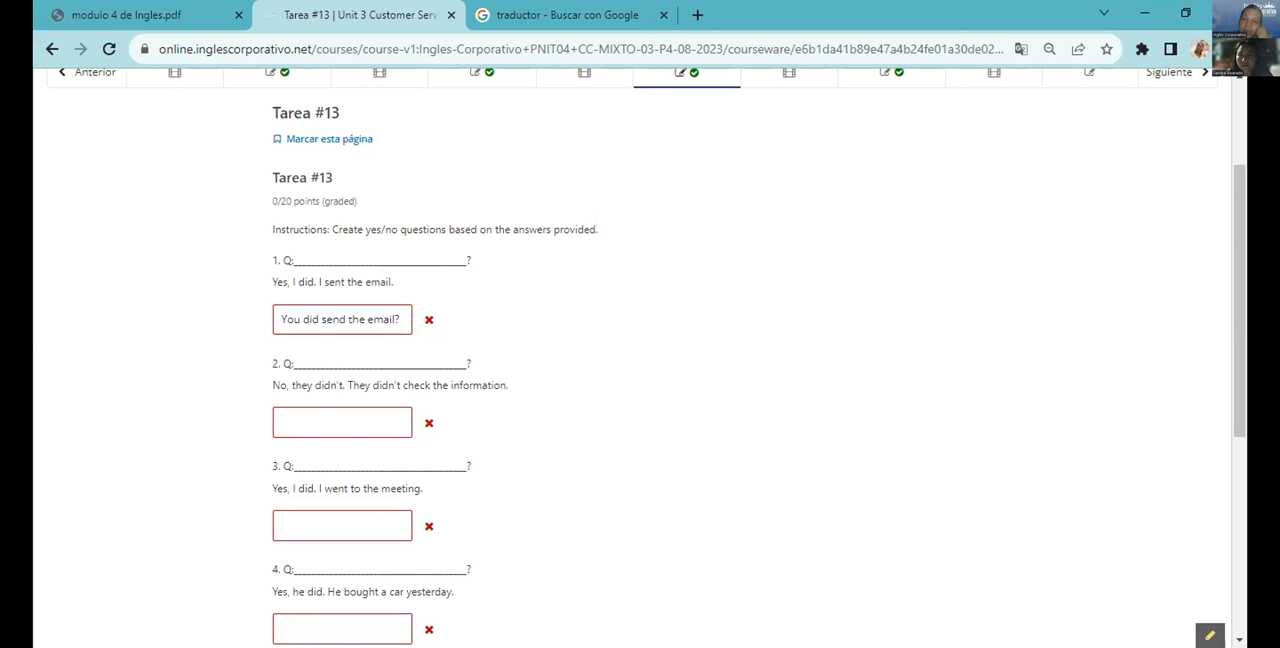 modulo 4 de Ingles.pdf
Tarea #13 | Unit 3 Customer Serv
traductor - Buscar con Google
online.inglescorporativo.net/courses/course-v1:Ingles-Corporativo+PNIT04+CC-MIXTO-03-P4-08-2023/courseware/e6b1da41b89e47a4b24fe01a30de02...
Anterior
Siguiente
Tarea #13
Marcar esta página
Tarea #13
0/20 points (graded)
Instructions: Create yes/no questions based on the answers provided.
1. Q:___________________________________?
Yes, I did. I sent the email.
You did send the email?
2. Q:___________________________________?
No, they didn't. They didn't check the information.
3. Q:___________________________________?
Yes, I did. I went to the meeting.
4. Q:___________________________________?
Yes, he did. He bought a car yesterday.